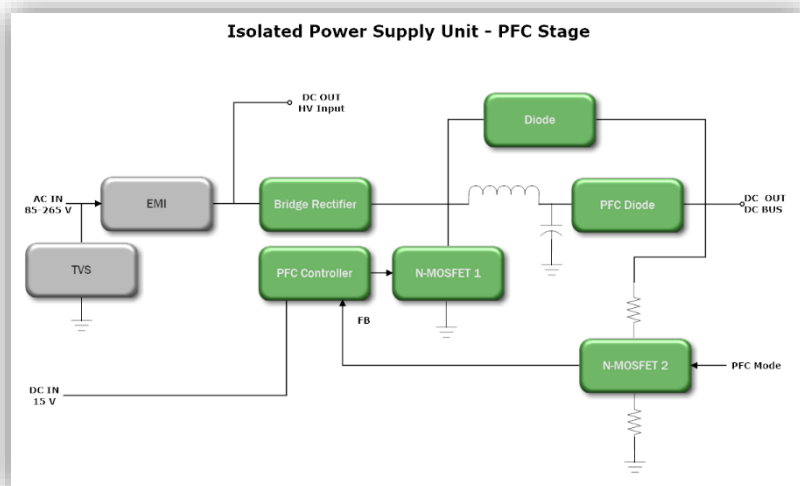 Isolated Power Supply Unit - PFC Stage
DC OUT
HV Input
Diode
AC IN
85-265 V
EMI
Bridge Rectifier
PFC Diode
DC OUT
DC BUS
TVS
PFC Controller
N-MOSFET 1
FB
N-MOSFET 2
PFC Mode
DC IN
15 V